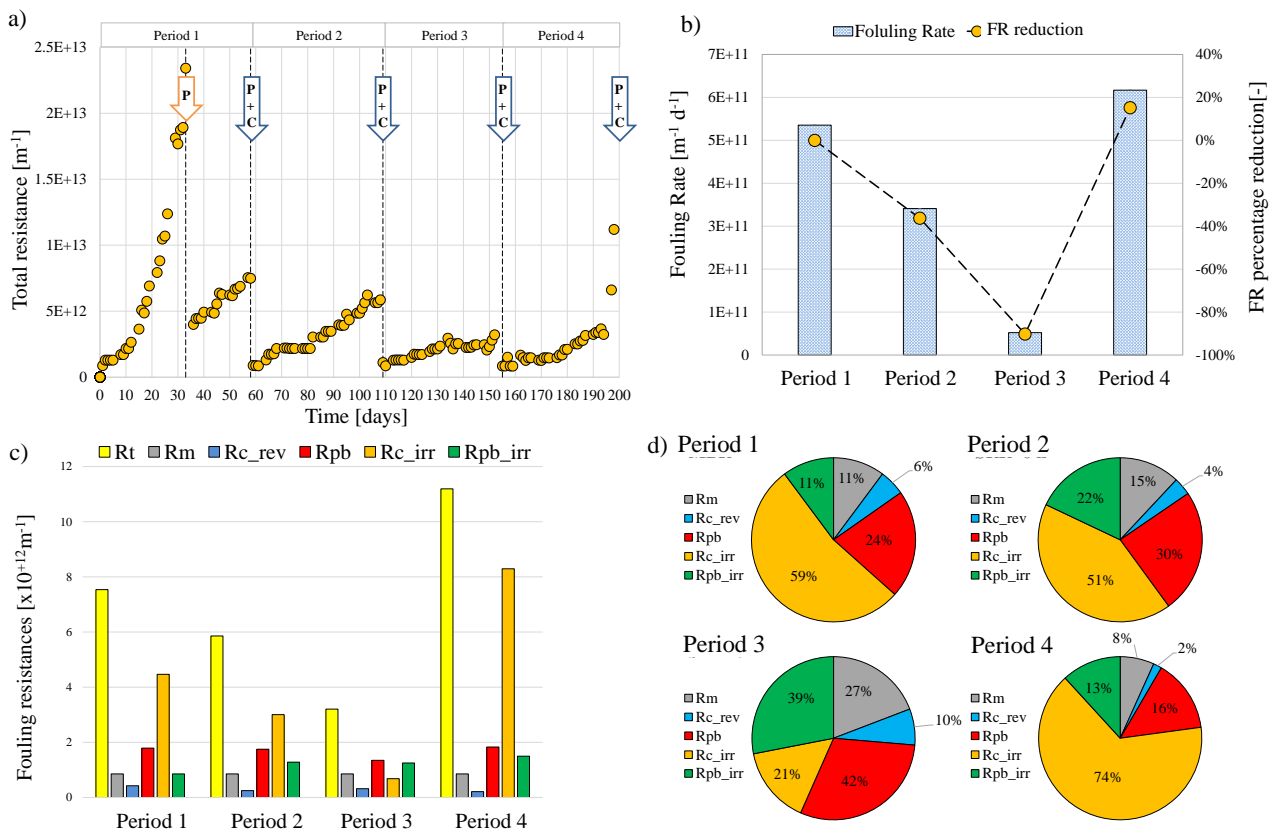 a)
Period 1 Period 2 Period 3 Period 4
2.5E+13
2E+13
1.5E+13
1E+13
5E+12
0
Total resistance [m⁻¹]
P
P + C
P + C
P + C
P + C
0 10 20 30 40 50 60 70 80 90 100 110 120 130 140 150 160 170 180 190 200
Time [days]
b)
Foluling Rate FR reduction
7E+11
6E+11
5E+11
4E+11
3E+11
2E+11
1E+11
0
Fouling Rate [m⁻¹ d⁻¹]
40%
20%
0%
-20%
-40%
-60%
-80%
-100%
FR percentage reduction[-]
Period 1 Period 2 Period 3 Period 4
c)
Rt Rm Rc_rev Rpb Rc_irr Rpb_irr
12
10
8
6
4
2
0
Fouling resistances [x10⁺¹²m⁻¹]
Period 1 Period 2 Period 3 Period 4
d)
Period 1
Rm
Rc_rev
Rpb
Rc_irr
Rpb_irr
11%
6%
24%
59%
11%
Period 2
Rm
Rc_rev
Rpb
Rc_irr
Rpb_irr
15%
4%
30%
51%
22%
Period 3
Rm
Rc_rev
Rpb
Rc_irr
Rpb_irr
27%
10%
42%
21%
39%
Period 4
Rm
Rc_rev
Rpb
Rc_irr
Rpb_irr
8%
2%
16%
74%
13%